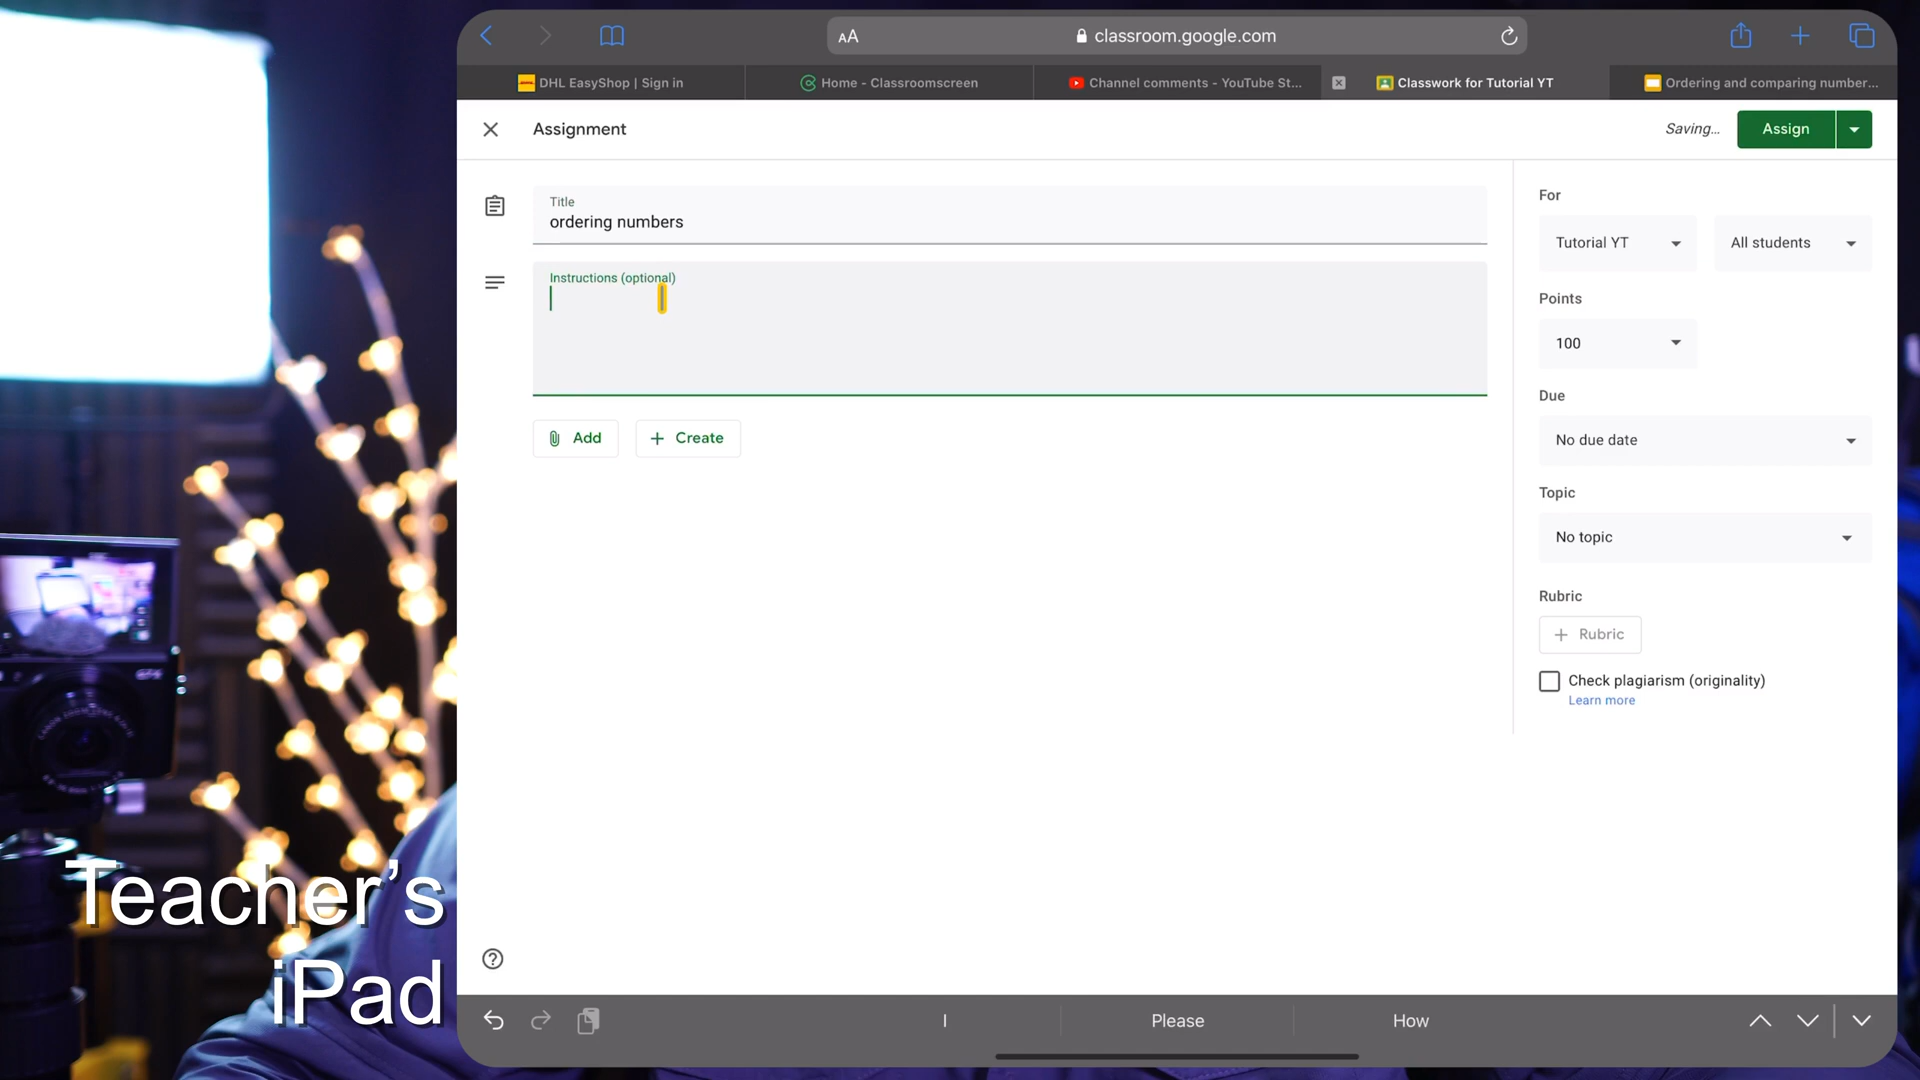 AA
classroom.google.com
DHL EasyShop | Sign in
Home - Classroomscreen
Channel comments - YouTube St...
Classwork for Tutorial YT
Ordering and comparing number...
Assignment
Saving...
Assign
Title
ordering numbers
Instructions (optional)
Add
Create
For
Tutorial YT
All students
Points
100
Due
No due date
Topic
No topic
Rubric
Rubric
Check plagiarism (originality)
Learn more
I
Please
How
Teacher's
iPad